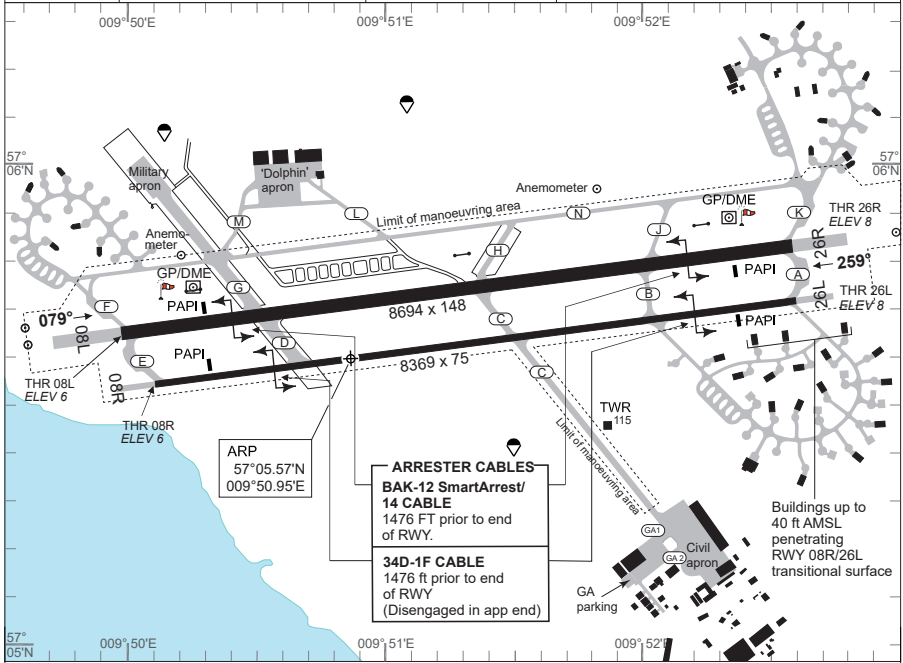 009°50'E
009°51'E
009°52'E
57°
06'N
57°
06'N
Military
apron
'Dolphin'
apron
Anemometer
GP/DME
K
THR 26R
ELEV 8
M
L
Limit of manoeuvring area
N
J
Anemo-
meter
H
26R
GP/DME
G
PAPI
A
259°
F
PAPI
B
26L
THR 26L
ELEV 8
079°
08L
8694 x 148
C
PAPI
D
E
PAPI
8369 x 75
C
THR 08L
ELEV 6
08R
THR 08R
ELEV 6
TWR
115
Limit of manoeuvring area
ARP
57°05.57'N
009°50.95'E
ARRESTER CABLES
BAK-12 SmartArrest/
14 CABLE
1476 FT prior to end
of RWY.
34D-1F CABLE
1476 ft prior to end
of RWY
(Disengaged in app end)
Buildings up to
40 ft AMSL
penetrating
RWY 08R/26L
transitional surface
GA1
GA 2
Civil
apron
GA
parking
57°
05'N
009°50'E
009°51'E
009°52'E